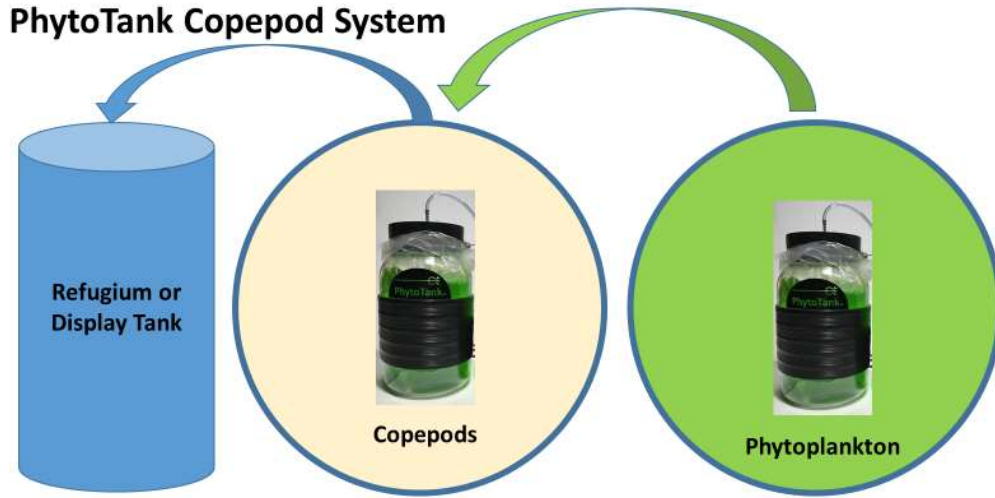 PhytoTank Copepod System
Refugium or
Display Tank
PhytoTank
Copepods
PhytoTank
Phytoplankton